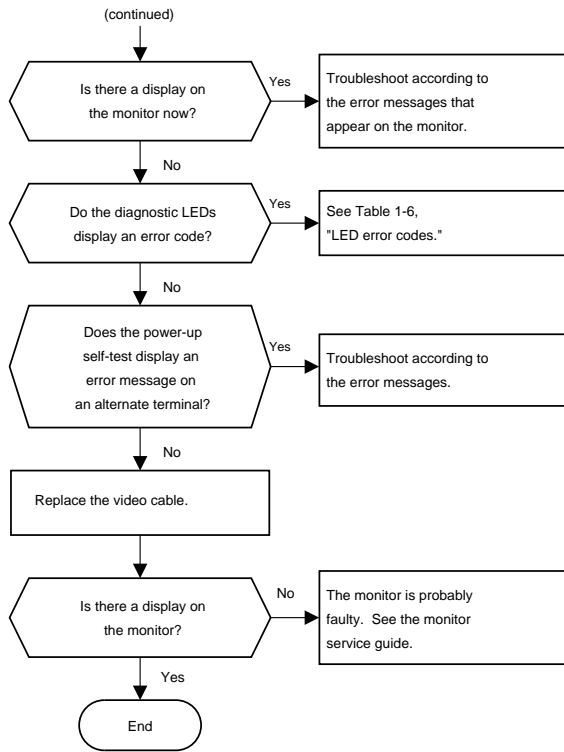 (continued)
Is there a display on
the monitor now?
Yes
Troubleshoot according to
the error messages that
appear on the monitor.
No
Do the diagnostic LEDs
display an error code?
Yes
See Table 1-6,
"LED error codes."
No
Does the power-up
self-test display an
error message on
an alternate terminal?
Yes
Troubleshoot according to
the error messages.
No
Replace the video cable.
Is there a display on
the monitor?
No
The monitor is probably
faulty.  See the monitor
service guide.
Yes
End